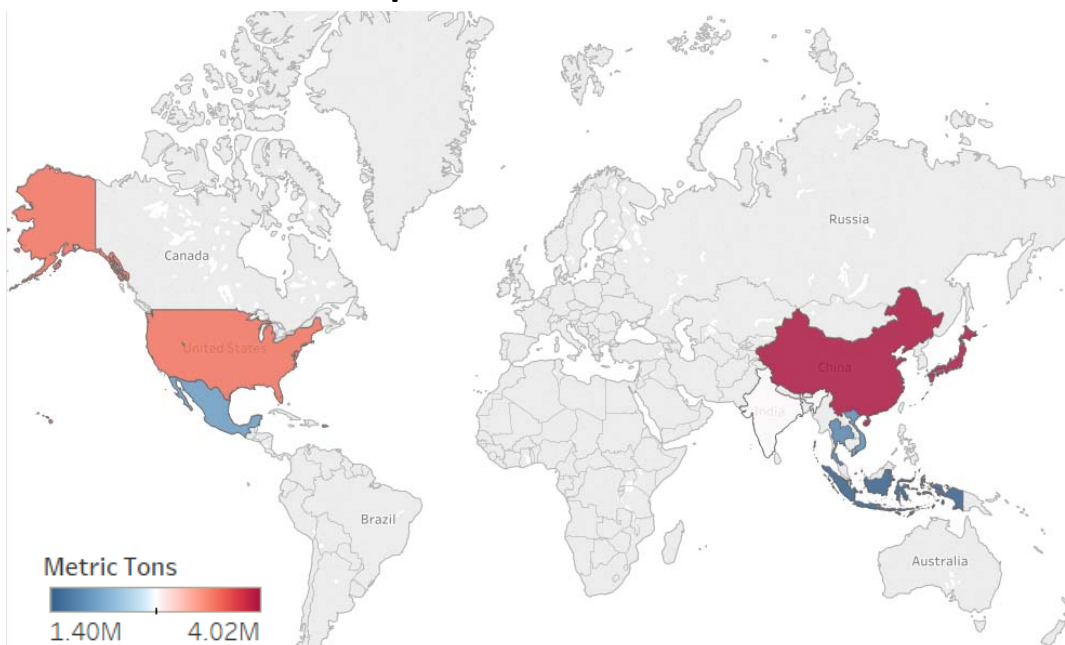 Canada
Russia
United States
China
India
Brazil
Australia
Metric Tons
1.40M 4.02M